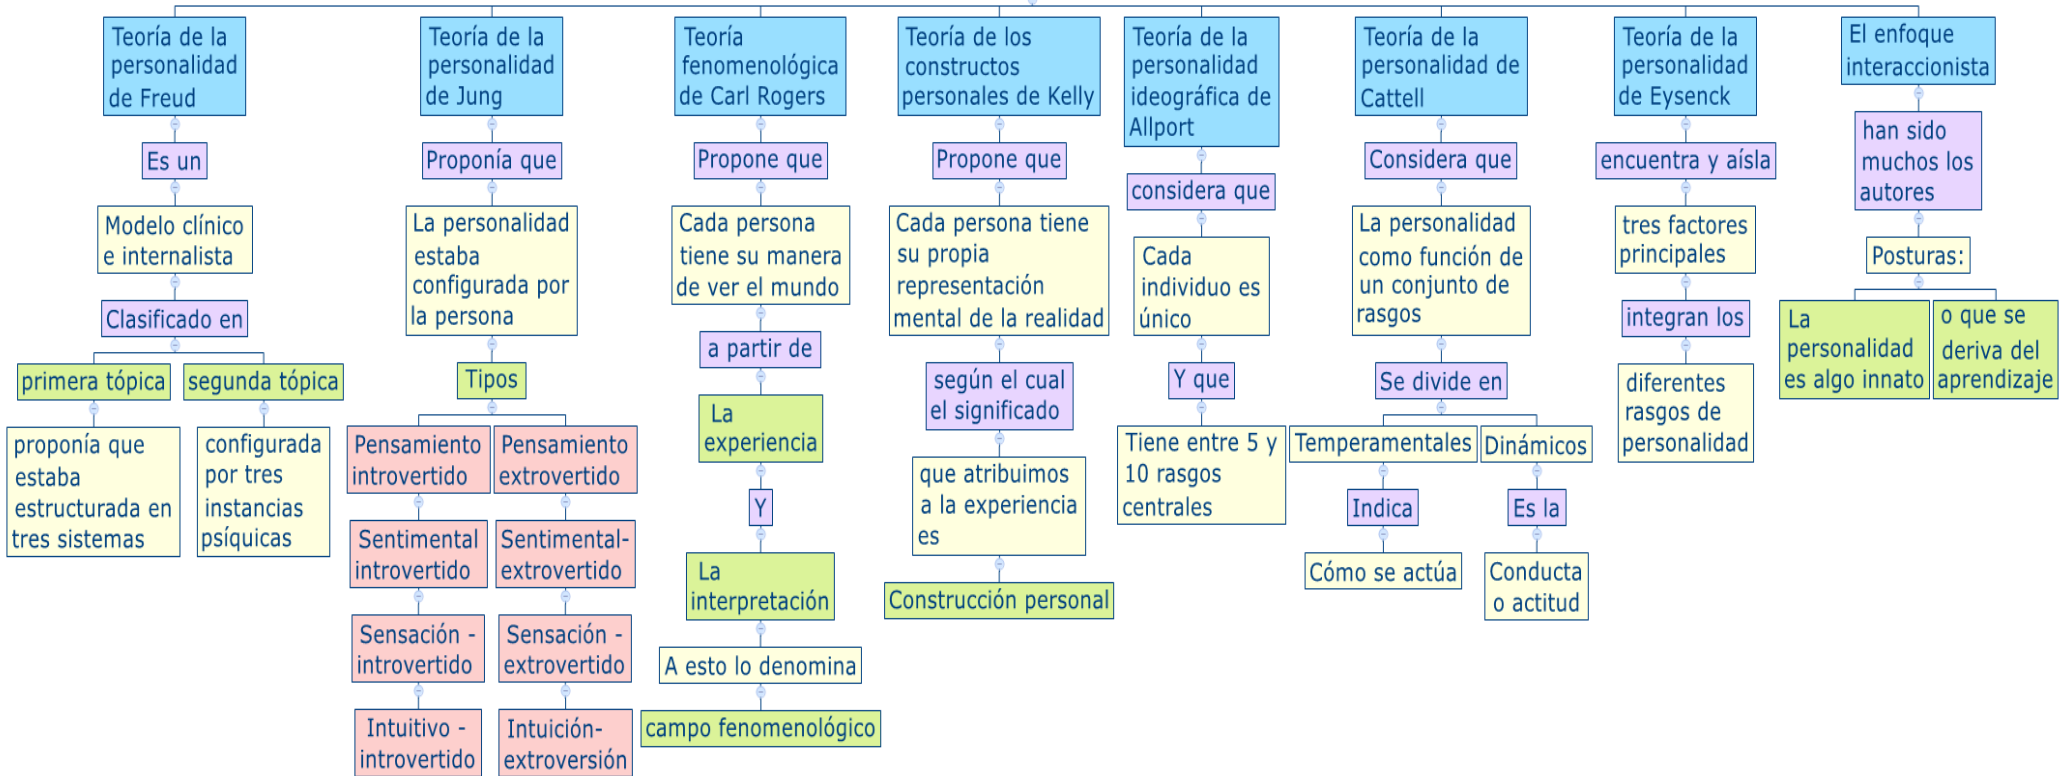 Teoría de la
personalidad
de Freud
Es un
Modelo clínico
e internalista
Clasificado en
primera tópica
proponía que
estaba
estructurada en
tres sistemas
segunda tópica
configurada
por tres
instancias
psíquicas
Teoría de la
personalidad
de Jung
Proponía que
La personalidad
estaba
configurada por
la persona
Tipos
Pensamiento
introvertido
Sentimental
introvertido
Sensación -
introvertido
Intuitivo -
introvertido
Pensamiento
extrovertido
Sentimental-
extrovertido
Sensación -
extrovertido
Intuición-
extroversión
Teoría
fenomenológica
de Carl Rogers
Propone que
Cada persona
tiene su manera
de ver el mundo
a partir de
La
experiencia
Y
La
interpretación
A esto lo denomina
campo fenomenológico
Teoría de los
constructos
personales de Kelly
Propone que
Cada persona tiene
su propia
representación
mental de la realidad
según el cual
el significado
que atribuimos
a la experiencia
es
Construcción personal
Teoría de la
personalidad
ideográfica de
Allport
considera que
Cada
individuo es
único
Y que
Tiene entre 5 y
10 rasgos
centrales
Teoría de la
personalidad de
Cattell
Considera que
La personalidad
como función de
un conjunto de
rasgos
Se divide en
Temperamentales
Indica
Cómo se actúa
Dinámicos
Es la
Conducta
o actitud
Teoría de la
personalidad
de Eysenck
encuentra y aísla
tres factores
principales
integran los
diferentes
rasgos de
personalidad
El enfoque
interaccionista
han sido
muchos los
autores
Posturas:
La
personalidad
es algo innato
o que se
deriva del
aprendizaje